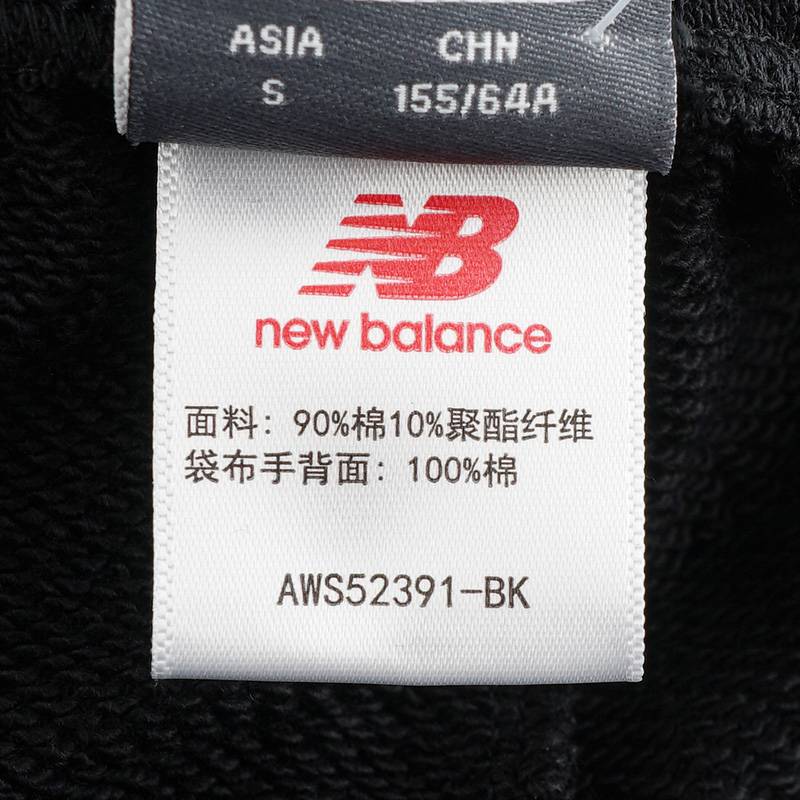 ASIA CHN
S 155/64A
NB
new balance
面料：90%棉10%聚酯纤维
袋布手背面：100%棉
AWS52391-BK